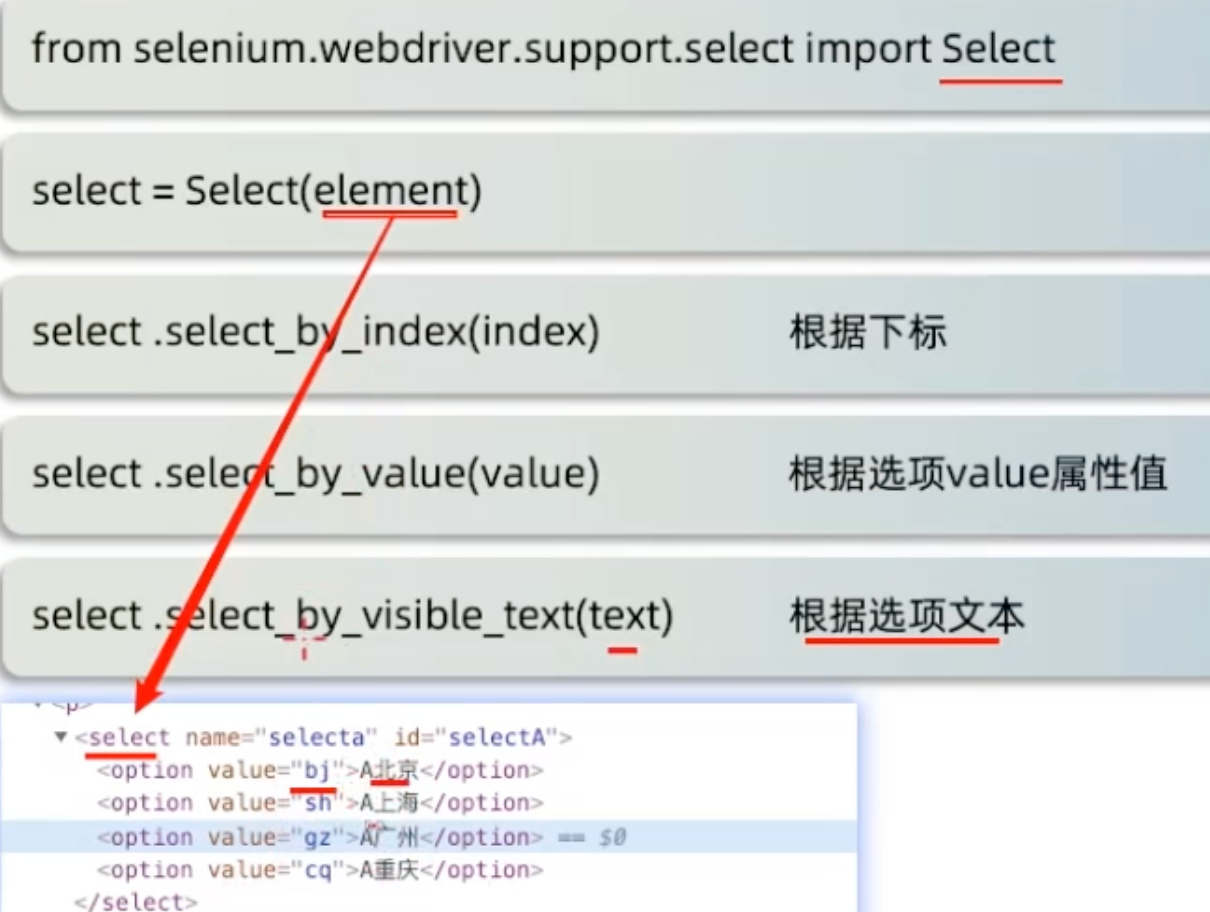 from selenium.webdriver.support.select import Select
select = Select(element)
select .select_by_index(index) 根据下标
select .select_by_value(value) 根据选项value属性值
select .select_by_visible_text(text) 根据选项文本
▼<p>
▼<select name="selecta" id="selectA">
<option value="bj">A北京</option>
<option value="sh">A上海</option>
<option value="gz">A广州</option> == $0
<option value="cq">A重庆</option>
</select>